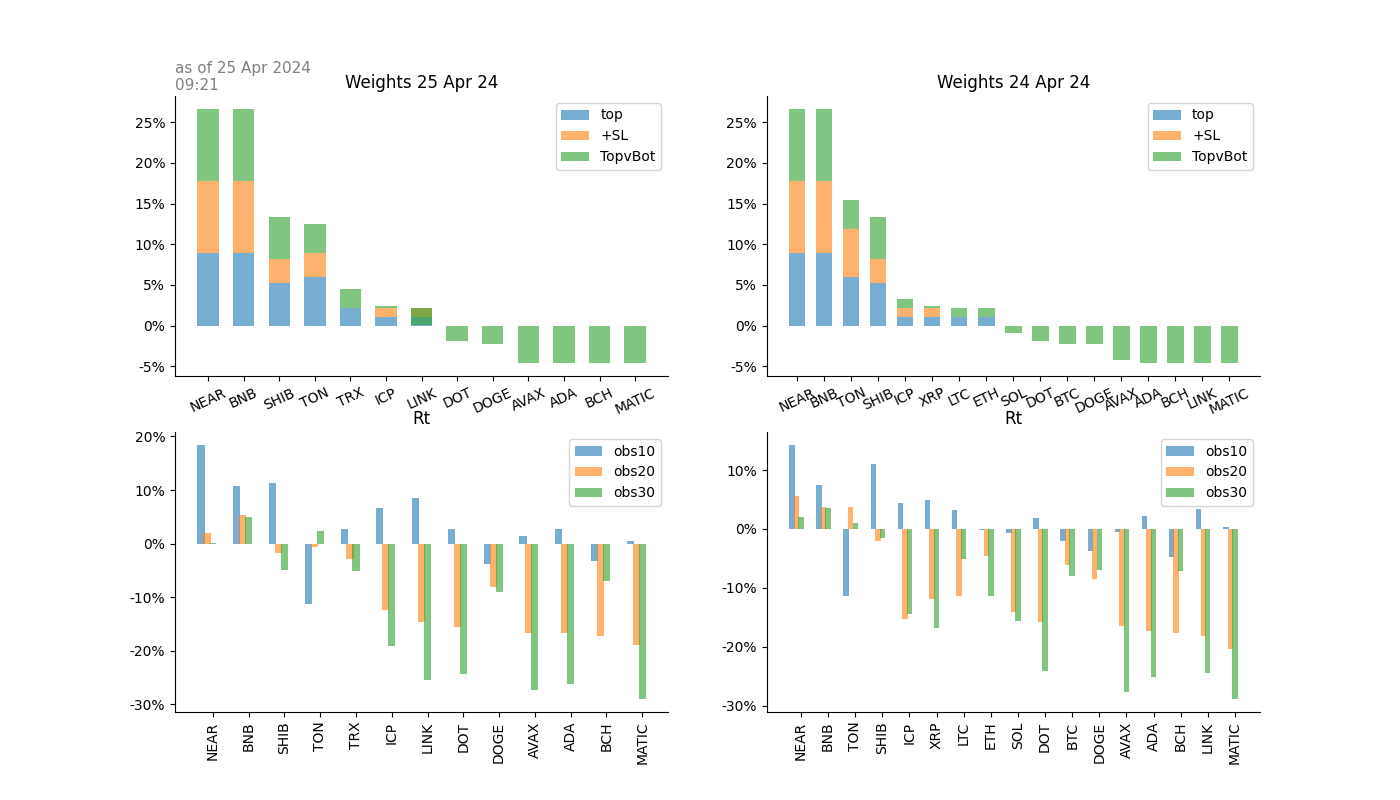 as of 25 Apr 2024
09:21
Weights 25 Apr 24
25%
20%
15%
10%
5%
0%
-5%
top
+SL
TopvBot
NEAR BNB SHIB TON TRX ICP LINK DOT DOGE AVAX ADA BCH MATIC
Weights 24 Apr 24
25%
20%
15%
10%
5%
0%
-5%
top
+SL
TopvBot
NEAR BNB TON SHIB ICP XRP LTC ETH SOL DOT BTC DOGE AVAX ADA BCH LINK MATIC
Rt
20%
10%
0%
-10%
-20%
-30%
obs10
obs20
obs30
NEAR BNB SHIB TON TRX ICP LINK DOT DOGE AVAX ADA BCH MATIC
Rt
10%
0%
-10%
-20%
-30%
obs10
obs20
obs30
NEAR BNB TON SHIB ICP XRP LTC ETH SOL DOT BTC DOGE AVAX ADA BCH LINK MATIC